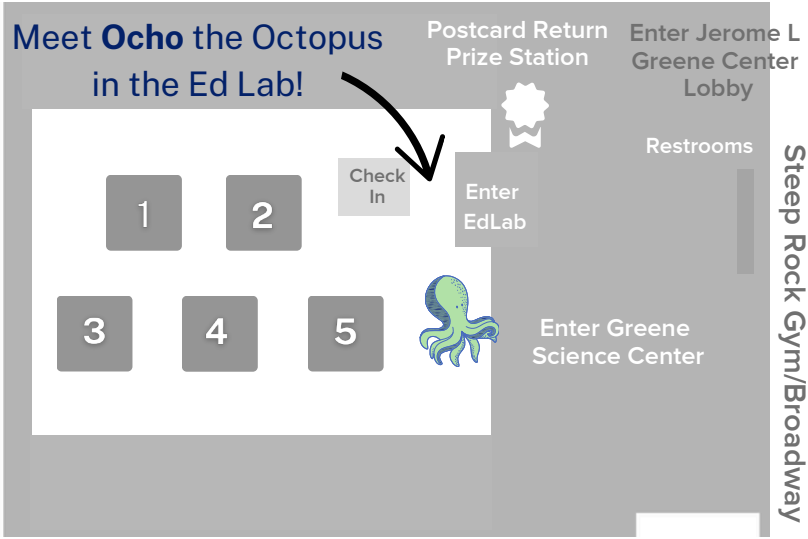 Meet Ocho the Octopus
in the Ed Lab!
Postcard Return
Prize Station
Enter Jerome L
Greene Center
Lobby
Restrooms
Check
In
Enter
EdLab
1
2
3
4
5
Enter Greene
Science Center
Steep Rock Gym/Broadway